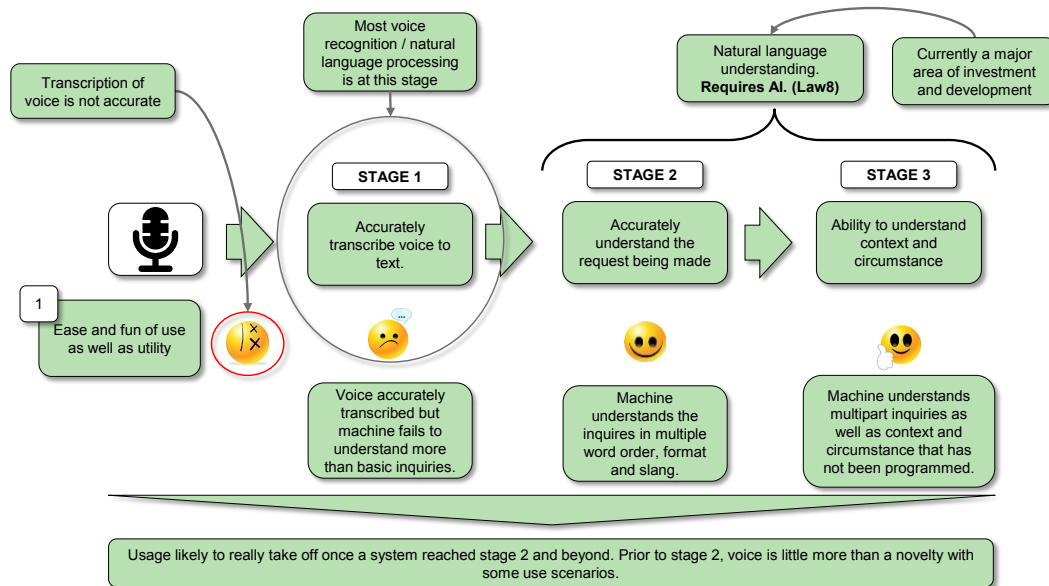 Most voice
recognition / natural
language processing
is at this stage
Natural language
understanding.
Requires AI. (Law8)
Currently a major
area of investment
and development
Transcription of
voice is not accurate
STAGE 1
STAGE 2
STAGE 3
Accurately
transcribe voice to
text.
Accurately
understand the
request being made
Ability to understand
context and
circumstance
1
Ease and fun of use
as well as utility
...
Voice accurately
transcribed but
machine fails to
understand more
than basic inquiries.
Machine
understands the
inquires in multiple
word order, format
and slang.
Machine understands
multipart inquiries as
well as context and
circumstance that has
not been programmed.
Usage likely to really take off once a system reached stage 2 and beyond. Prior to stage 2, voice is little more than a novelty with
some use scenarios.